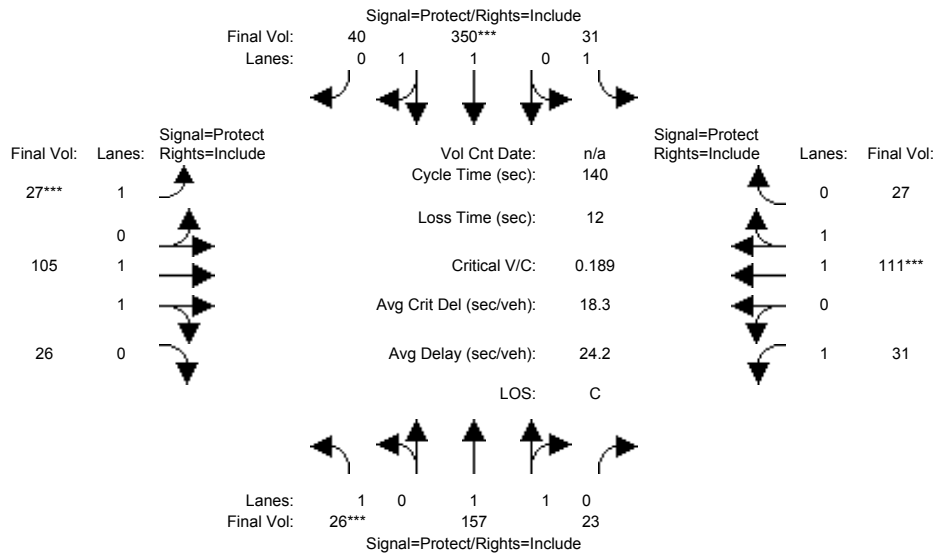 Signal=Protect/Rights=Include
Final Vol: 40 350*** 31
Lanes: 0 1 1 0 1
Signal=Protect
Final Vol: Lanes: Rights=Include
Vol Cnt Date: n/a
Signal=Protect
Rights=Include Lanes: Final Vol:
Cycle Time (sec): 140
27*** 1
0 27
Loss Time (sec): 12
0
1
105 1
Critical V/C: 0.189
1 111***
1
Avg Crit Del (sec/veh): 18.3
0
26 0
Avg Delay (sec/veh): 24.2
1 31
LOS: C
Lanes: 1 0 1 1 0
Final Vol: 26*** 157 23
Signal=Protect/Rights=Include